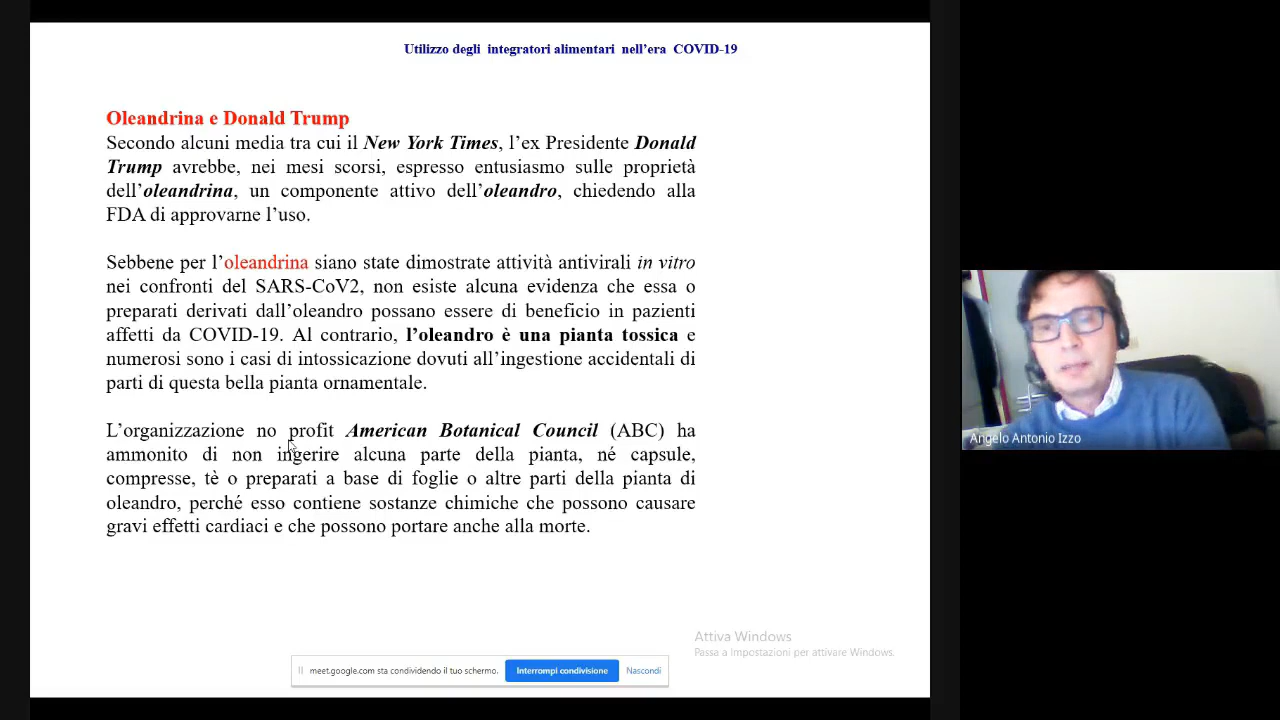 Utilizzo degli integratori alimentari nell'era COVID-19
Oleandrina e Donald Trump
Secondo alcuni media tra cui il New York Times, l'ex Presidente Donald
Trump avrebbe, nei mesi scorsi, espresso entusiasmo sulle proprietà
dell'oleandrina, un componente attivo dell'oleandro, chiedendo alla
FDA di approvarne l'uso.
Sebbene per l'oleandrina siano state dimostrate attività antivirali in vitro
nei confronti del SARS-CoV2, non esiste alcuna evidenza che essa o
preparati derivati dall'oleandro possano essere di beneficio in pazienti
affetti da COVID-19. Al contrario, l'oleandro è una pianta tossica e
numerosi sono i casi di intossicazione dovuti all'ingestione accidentali di
parti di questa bella pianta ornamentale.
L'organizzazione no profit American Botanical Council (ABC) ha
ammonito di non ingerire alcuna parte della pianta, né capsule,
compresse, tè o preparati a base di foglie o altre parti della pianta di
oleandro, perché esso contiene sostanze chimiche che possono causare
gravi effetti cardiaci e che possono portare anche alla morte.
Angelo Antonio Izzo
Attiva Windows
Passa a Impostazioni per attivare Windows.
meet.google.com sta condividendo il tuo schermo. Interrompi condivisione Nascondi